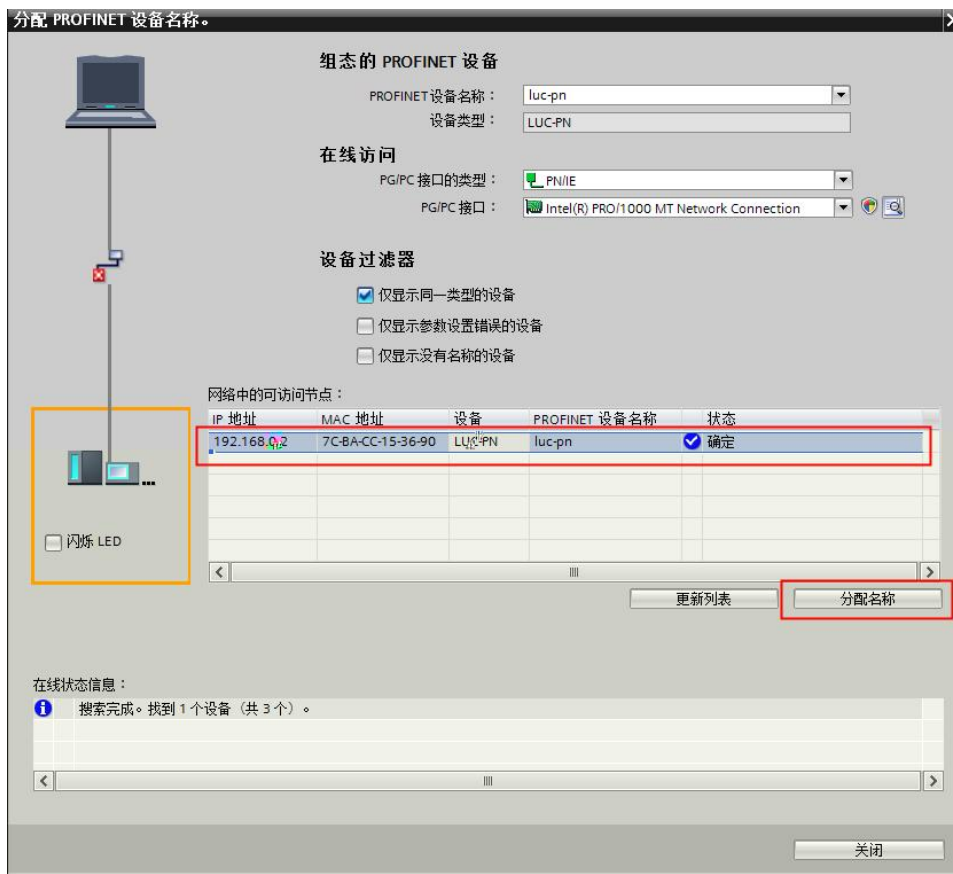 分配 PROFINET 设备名称。
组态的 PROFINET 设备
PROFINET设备名称： luc-pn
设备类型： LUC-PN
在线访问
PG/PC 接口的类型： PN/IE
PG/PC 接口： Intel(R) PRO/1000 MT Network Connection
设备过滤器
仅显示同一类型的设备
仅显示参数设置错误的设备
仅显示没有名称的设备
网络中的可访问节点：
IP 地址 MAC 地址 设备 PROFINET 设备名称 状态
192.168.0.2 7C-BA-CC-15-36-90 LUC-PN luc-pn 确定
闪烁 LED
更新列表 分配名称
在线状态信息：
搜索完成。找到 1 个设备（共 3 个）。
关闭